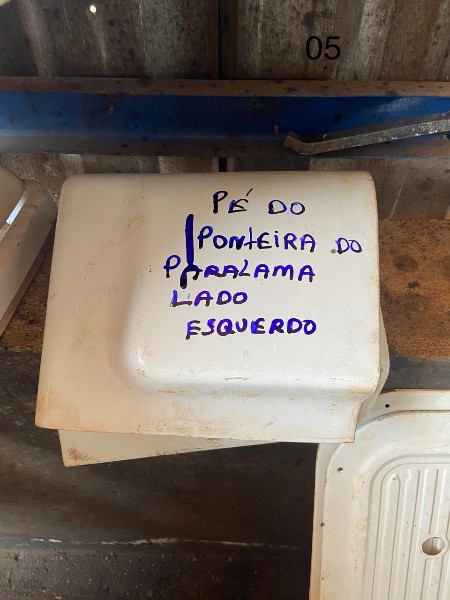 05
PÉ DO
PONTEIRA DO
PARALAMA
LADO
ESQUERDO